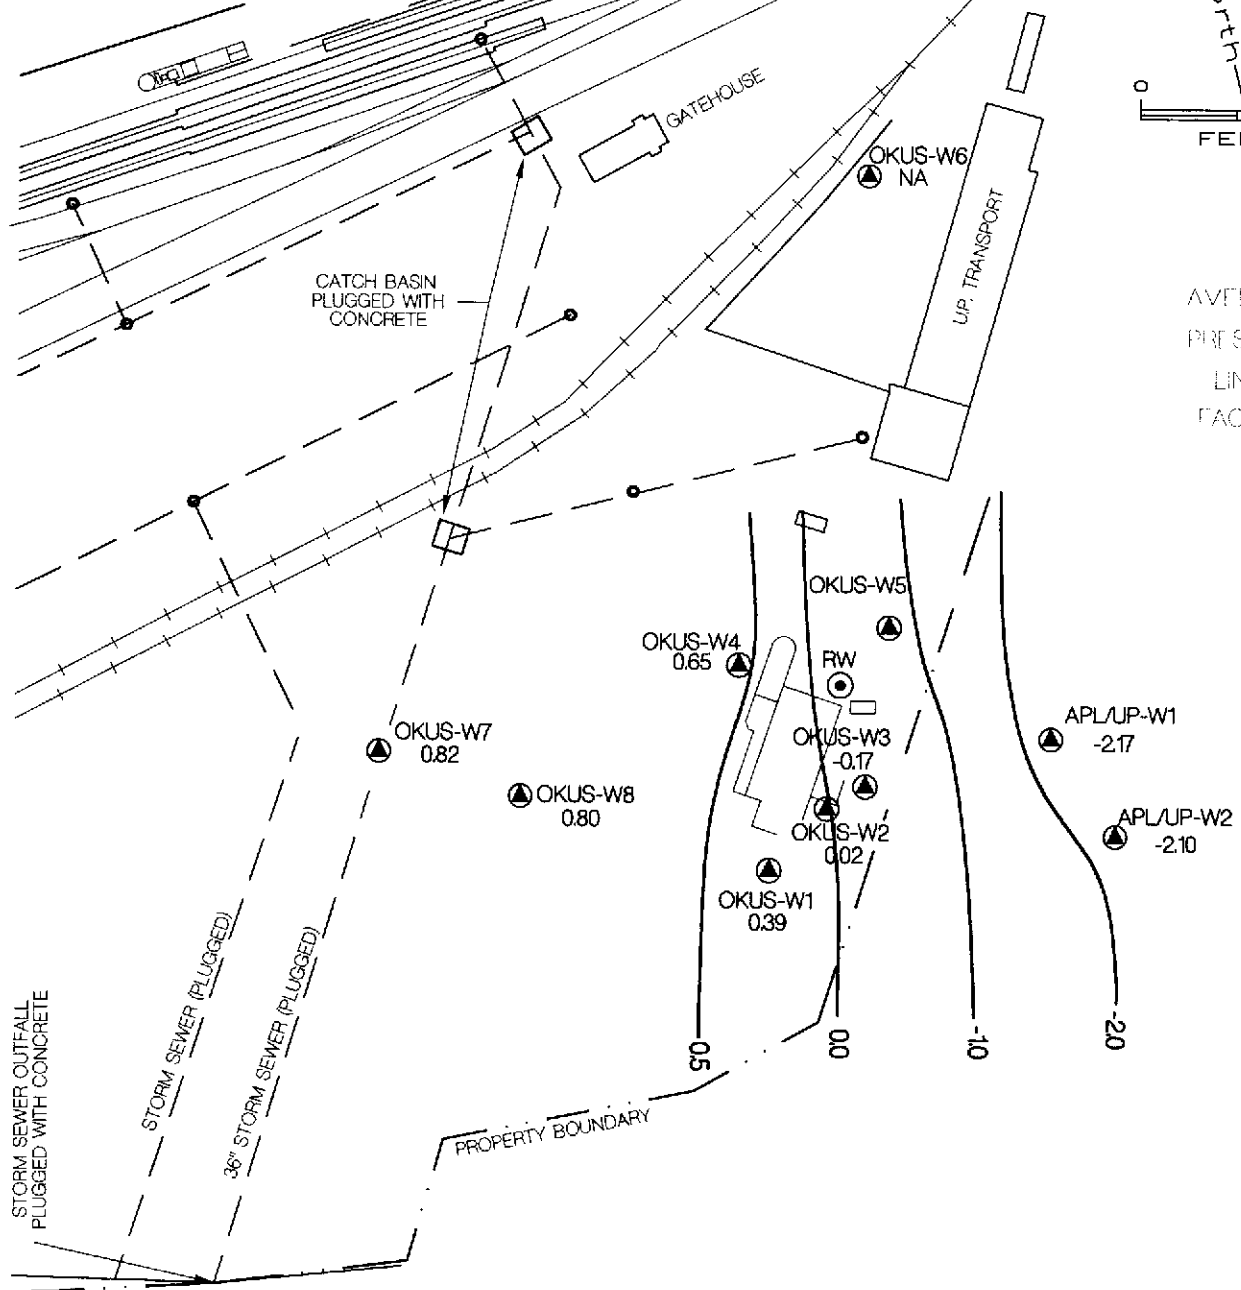 orth
0
GATEHOUSE
OKUS-W6
NA
U.P. TRANSPORT
CATCH BASIN
PLUGGED WITH
CONCRETE
OKUS-W5
OKUS-W4
0.65
RW
OKUS-W7
0.82
OKUS-W3
-0.17
APL/UP-W1
-2.17
OKUS-W8
0.80
OKUS-W2
0.02
APL/UP-W2
-2.10
OKUS-W1
0.39
STORM SEWER (PLUGGED)
36" STORM SEWER (PLUGGED)
STORM SEWER OUTFALL
PLUGGED WITH CONCRETE
0.5
0.0
-1.0
-2.0
PROPERTY BOUNDARY